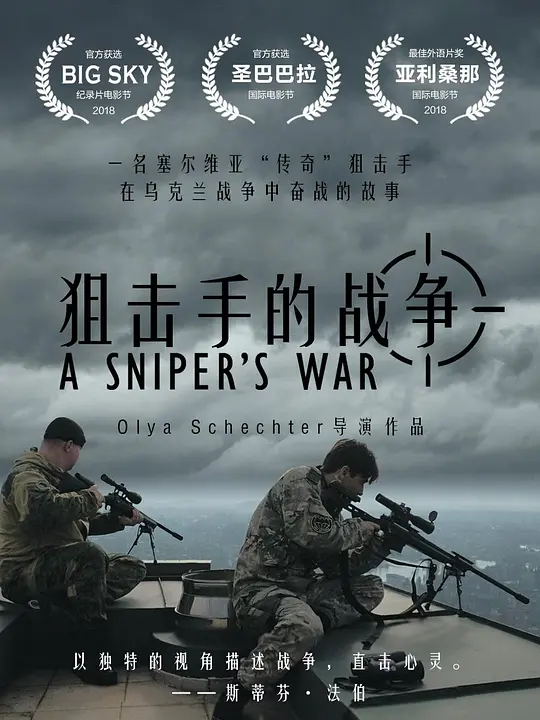 官方获选
BIG SKY
纪录片电影节
2018
官方获选
圣巴巴拉
国际电影节
最佳外语片奖
亚利桑那
国际电影节
2018
一名塞尔维亚“传奇”狙击手
在乌克兰战争中奋战的故事
狙击手的战争
A SNIPER'S WAR
Olya Schechter导演作品
以独特的视角描述战争，直击心灵。
——斯蒂芬·法伯